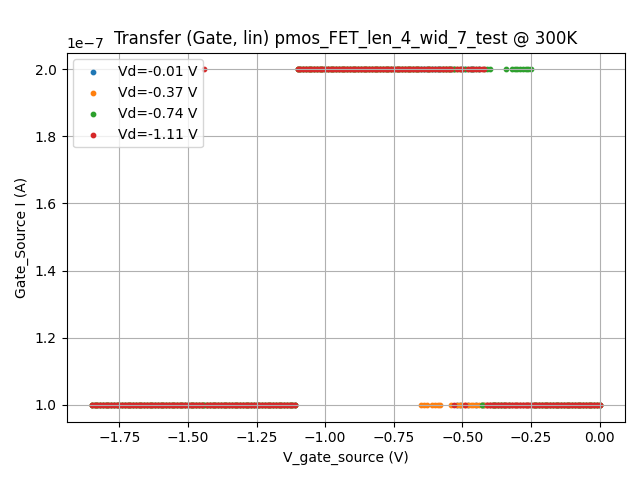 Transfer (Gate, lin) pmos_FET_len_4_wid_7_test @ 300K
1e−7
Vd=-0.01 V
Vd=-0.37 V
Vd=-0.74 V
Vd=-1.11 V
2.0
1.8
1.6
1.4
1.2
1.0
Gate_Source I (A)
−1.75 −1.50 −1.25 −1.00 −0.75 −0.50 −0.25 0.00
V_gate_source (V)